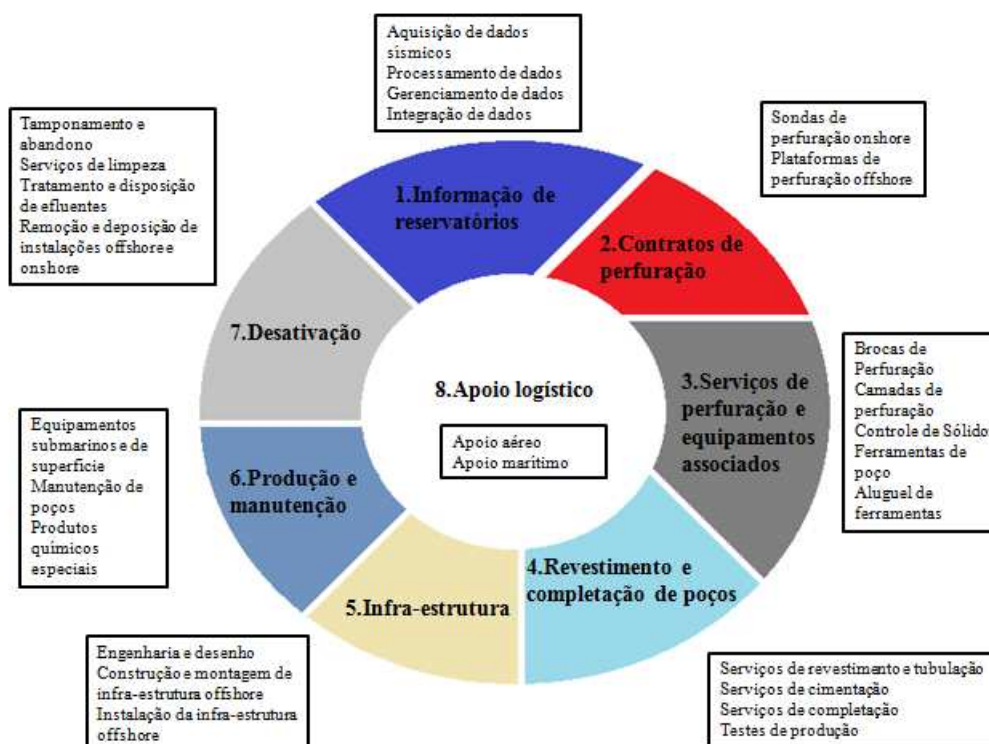 Aquisição de dados
sísmicos
Processamento de dados
Gerenciamento de dados
Integração de dados
1.Informação de
reservatórios
Sondas de
perfuração onshore
Plataformas de
perfuração offshore
2.Contratos de
perfuração
Brocas de
Perfuração
Camadas de
perfuração
Controle de Sólido
Ferramentas de
poço
Aluguel de
ferramentas
3.Serviços de
perfuração e
equipamentos
associados
Serviços de revestimento e tubulação
Serviços de cimentação
Serviços de completação
Testes de produção
4.Revestimento e
completação de poços
Engenharia e desenho
Construção e montagem de
infra-estrutura offshore
Instalação da infra-estrutura
offshore
5.Infra-estrutura
Equipamentos
submarinos e de
superficie
Manutenção de
poços
Produtos
químicos
especiais
6.Produção e
manutenção
Tamponamento e
abandono
Serviços de limpeza
Tratamento e disposição
de efluentes
Remoção e deposição de
instalações offshore e
onshore
7.Desativação
8.Apoio logístico
Apoio aéreo
Apoio marítimo